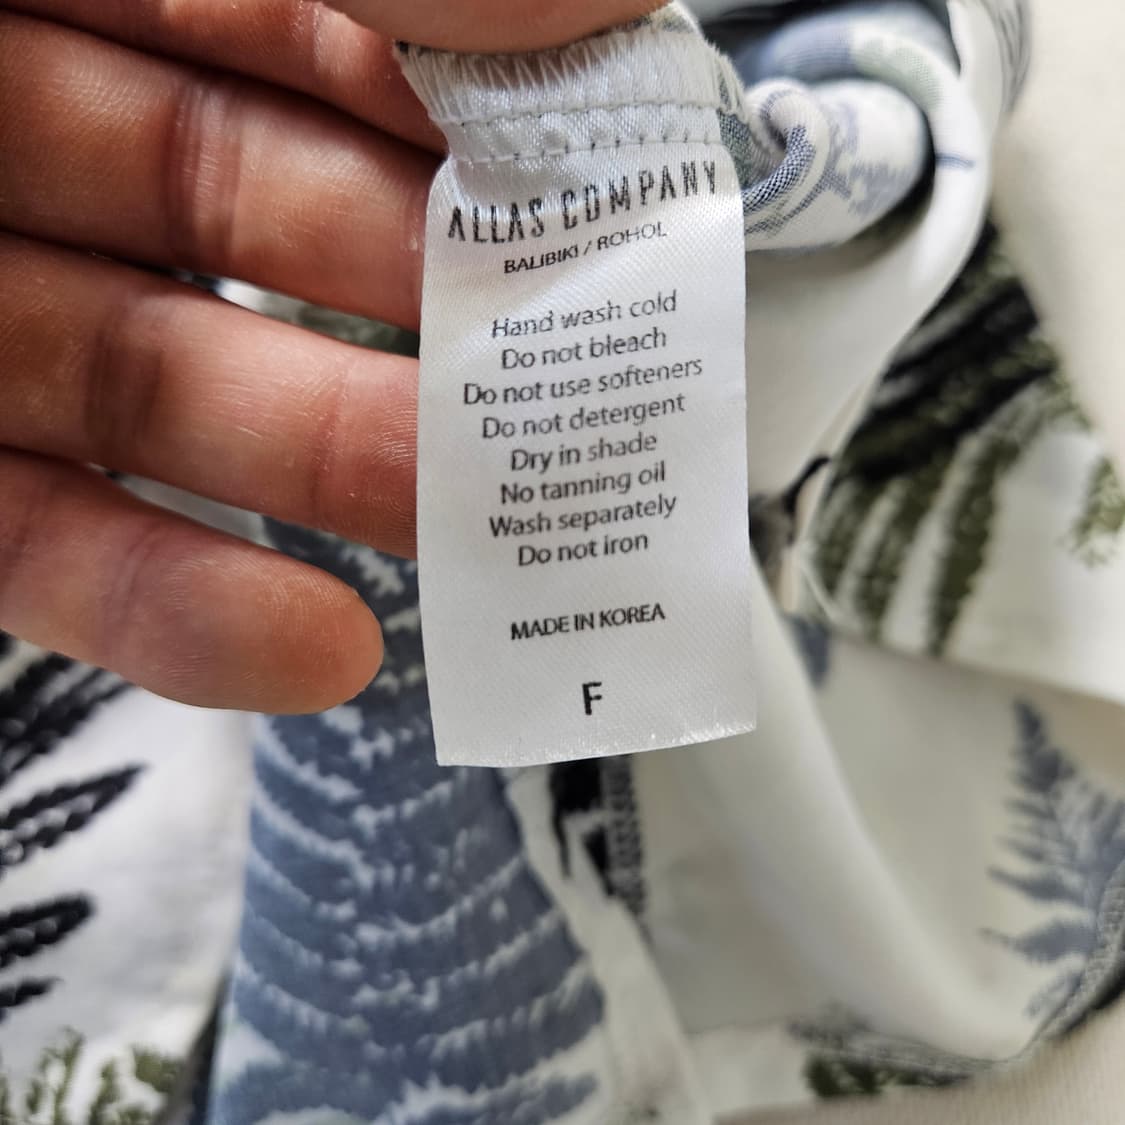 ALLAS COMPANY
BALIBIKI / ROHOL
Hand wash cold
Do not bleach
Do not use softeners
Do not detergent
Dry in shade
No tanning oil
Wash separately
Do not iron
MADE IN KOREA
F